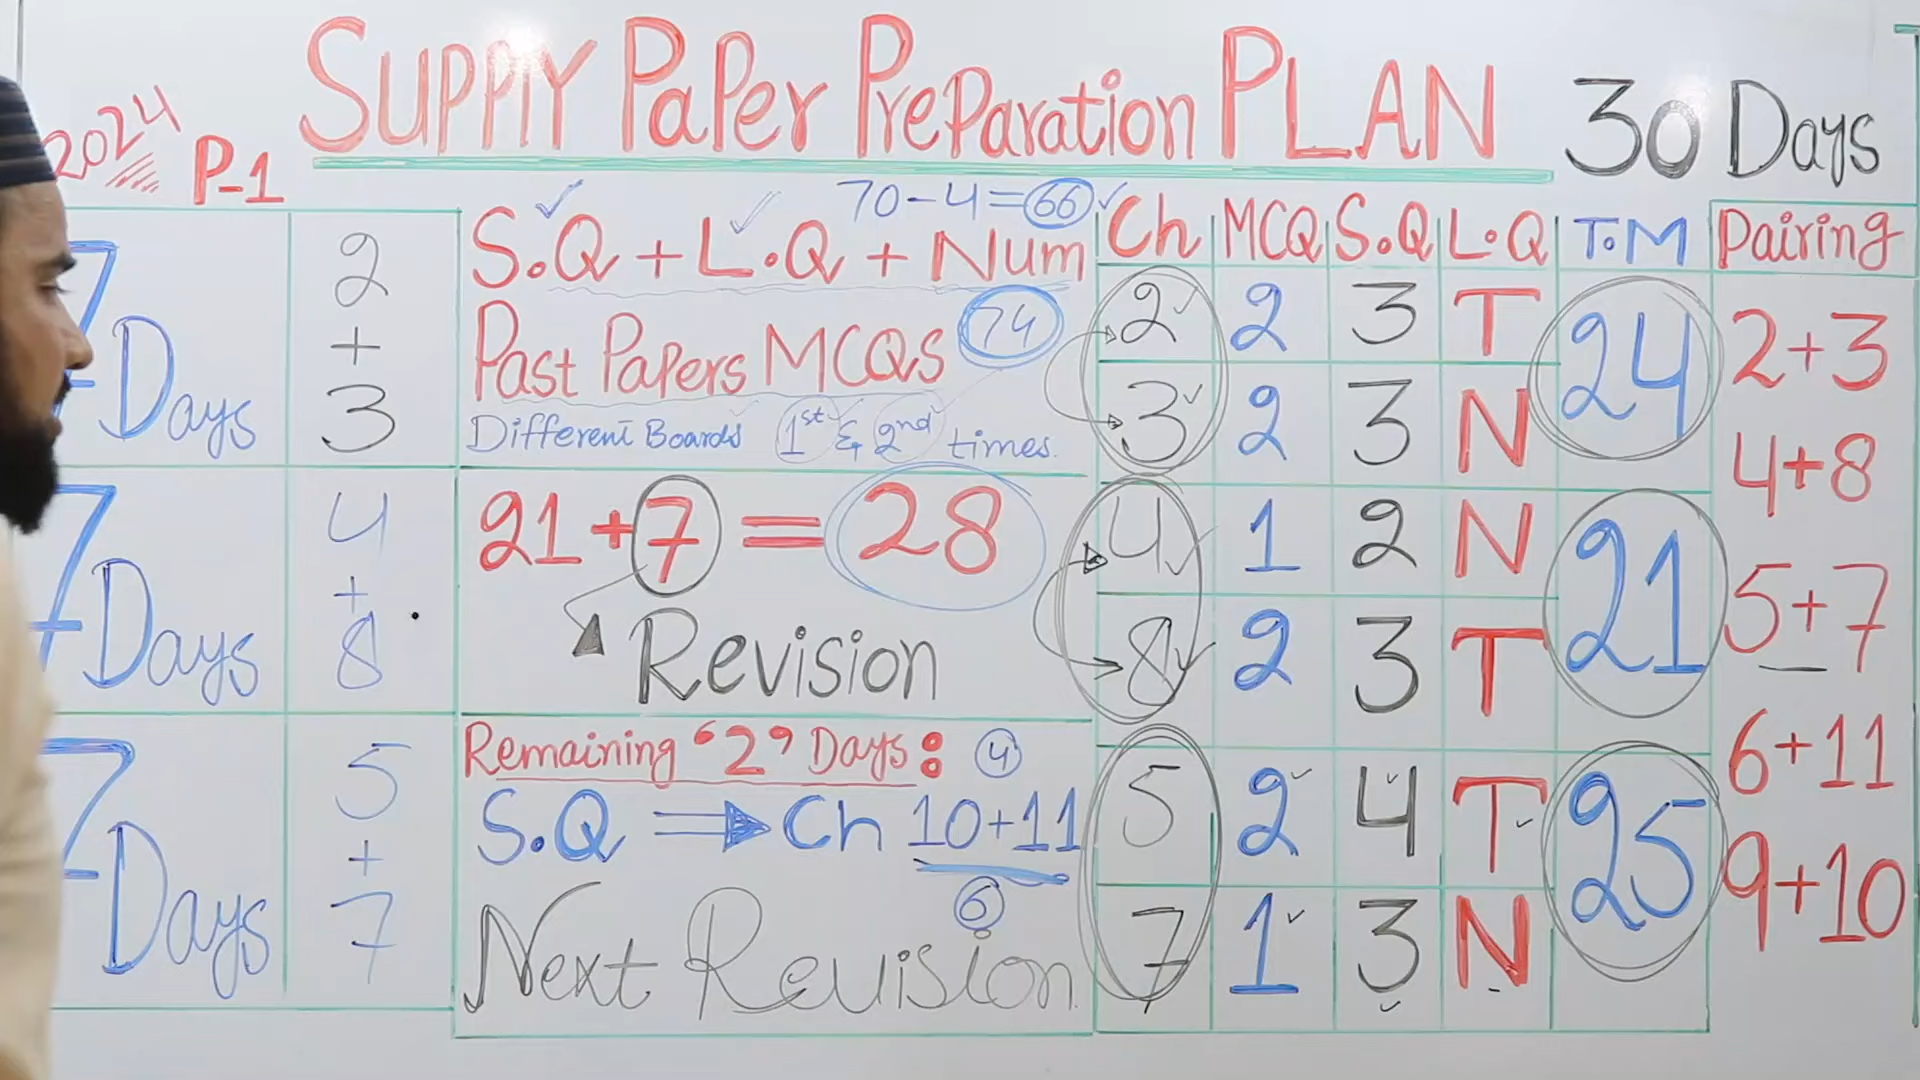 SUPPlY PaPer PreParation PLAN 30 Days
2024 P-1
7 Days 2 + 3
7 Days 4 + 8
7 Days 5 + 7
70-4=66
S.Q + L.Q + Num
Past Papers MCQS 74
Different Boards 1st & 2nd times.
21+7 = 28
Revision
Remaining "2" Days: 4
S.Q ⇒ Ch 10+11
6
Next Revision
Ch MCQ S.Q L.Q T.M
2 2 3 T 24
3 2 3 N
4 1 2 N 21
8 2 3 T
5 2 4 T 25
7 1 3 N
Pairing
2+3
4+8
5+7
6+11
9+10